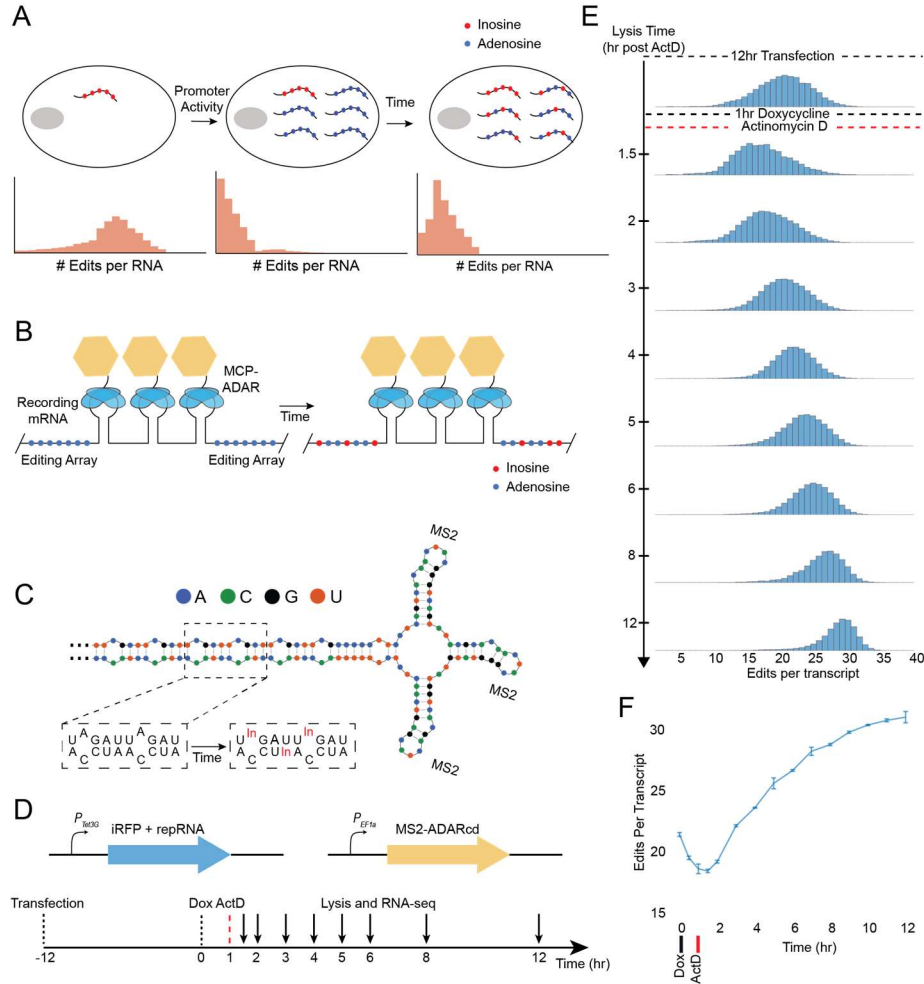 A
Inosine
Adenosine
Promoter
Activity
Time
# Edits per RNA
# Edits per RNA
# Edits per RNA
B
MCP-
ADAR
Recording
mRNA
Time
Editing Array
Editing Array
Inosine
Adenosine
C
A C G U
MS2
MS2
MS2
U A G A U U A G A U
A C C U A A C C U A
Time
U In G A U U In G A U
A C C U In A C C U A
D
PTet3G
iRFP + repRNA
PEF1a
MS2-ADARcd
Transfection
Dox ActD
Lysis and RNA-seq
-12 0 1 2 3 4 5 6 8 12 Time (hr)
E
Lysis Time
(hr post ActD)
12hr Transfection
1hr Doxycycline
Actinomycin D
1.5
2
3
4
5
6
8
12
5 10 15 20 25 30 35 40
Edits per transcript
F
Edits Per Transcript
30
25
20
15
0 2 4 6 8 10 12
Time (hr)
Dox
ActD